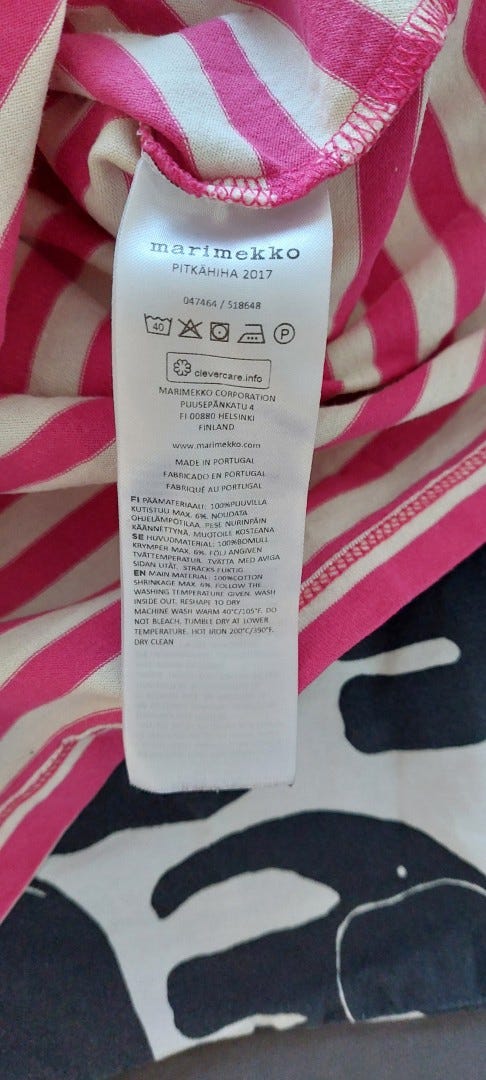 marimekko
PITKÄHIHA 2017
047464 / 518648
40 P
clevercare.info
MARIMEKKO CORPORATION
PUUSEPÄNKATU 4
FI 00880 HELSINKI
FINLAND
www.marimekko.com
MADE IN PORTUGAL
FABRICADO EN PORTUGAL
FABRIQUÉ AU PORTUGAL
FI PÄÄMATERIAALI: 100%PUUVILLA
KUTISTUU MAX. 6%. NOUDATA
OHJELÄMPÖTILAA. PESE NURINPÄIN
KÄÄNNETTYNÄ. MUOTOILE KOSTEANA
SE HUVUDMATERIAL: 100%BOMULL
KRYMPER MAX. 6%. FÖLJ ANGIVEN
TVÄTTEMPERATUR. TVÄTTA MED AVIGA
SIDAN UTÅT. STRÄCKS FUKTIG
EN MAIN MATERIAL: 100%COTTON
SHRINKAGE MAX. 6%. FOLLOW THE
WASHING TEMPERATURE GIVEN. WASH
INSIDE OUT. RESHAPE TO DRY
MACHINE WASH WARM 40°C/105°F. DO
NOT BLEACH. TUMBLE DRY AT LOWER
TEMPERATURE. HOT IRON 200°C/390°F.
DRY CLEAN